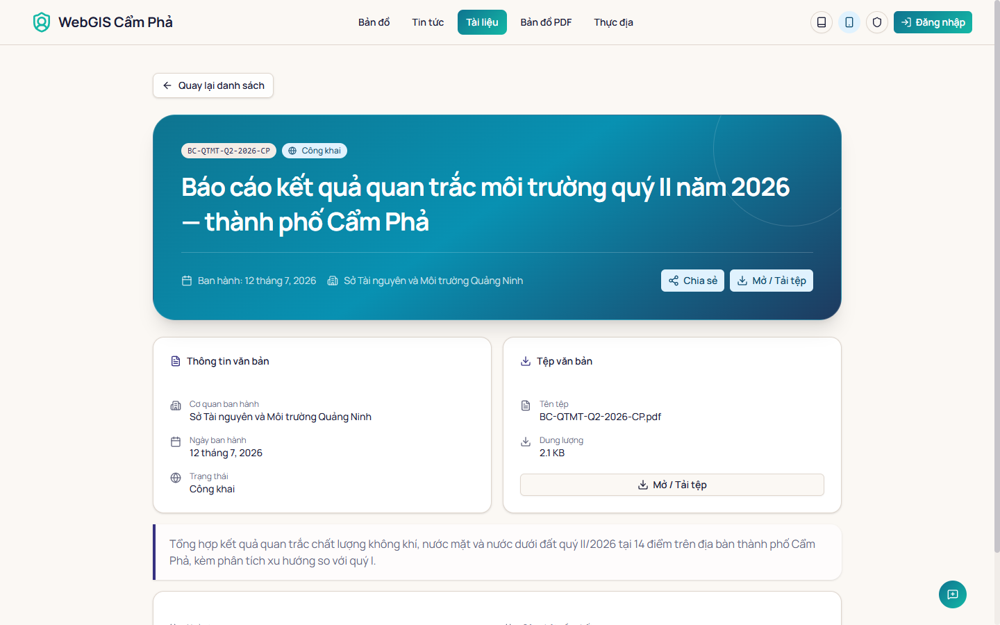 WebGIS Cẩm Phả
Bản đồ
Tin tức
Tài liệu
Bản đồ PDF
Thực địa
Đăng nhập
Quay lại danh sách
BC-QTMT-Q2-2026-CP
Công khai
Báo cáo kết quả quan trắc môi trường quý II năm 2026
— thành phố Cẩm Phả
Ban hành: 12 tháng 7, 2026
Sở Tài nguyên và Môi trường Quảng Ninh
Chia sẻ
Mở / Tải tệp
Thông tin văn bản
Cơ quan ban hành
Sở Tài nguyên và Môi trường Quảng Ninh
Ngày ban hành
12 tháng 7, 2026
Trạng thái
Công khai
Tệp văn bản
Tên tệp
BC-QTMT-Q2-2026-CP.pdf
Dung lượng
2.1 KB
Mở / Tải tệp
Tổng hợp kết quả quan trắc chất lượng không khí, nước mặt và nước dưới đất quý II/2026 tại 14 điểm trên địa bàn thành phố Cẩm
Phả, kèm phân tích xu hướng so với quý I.